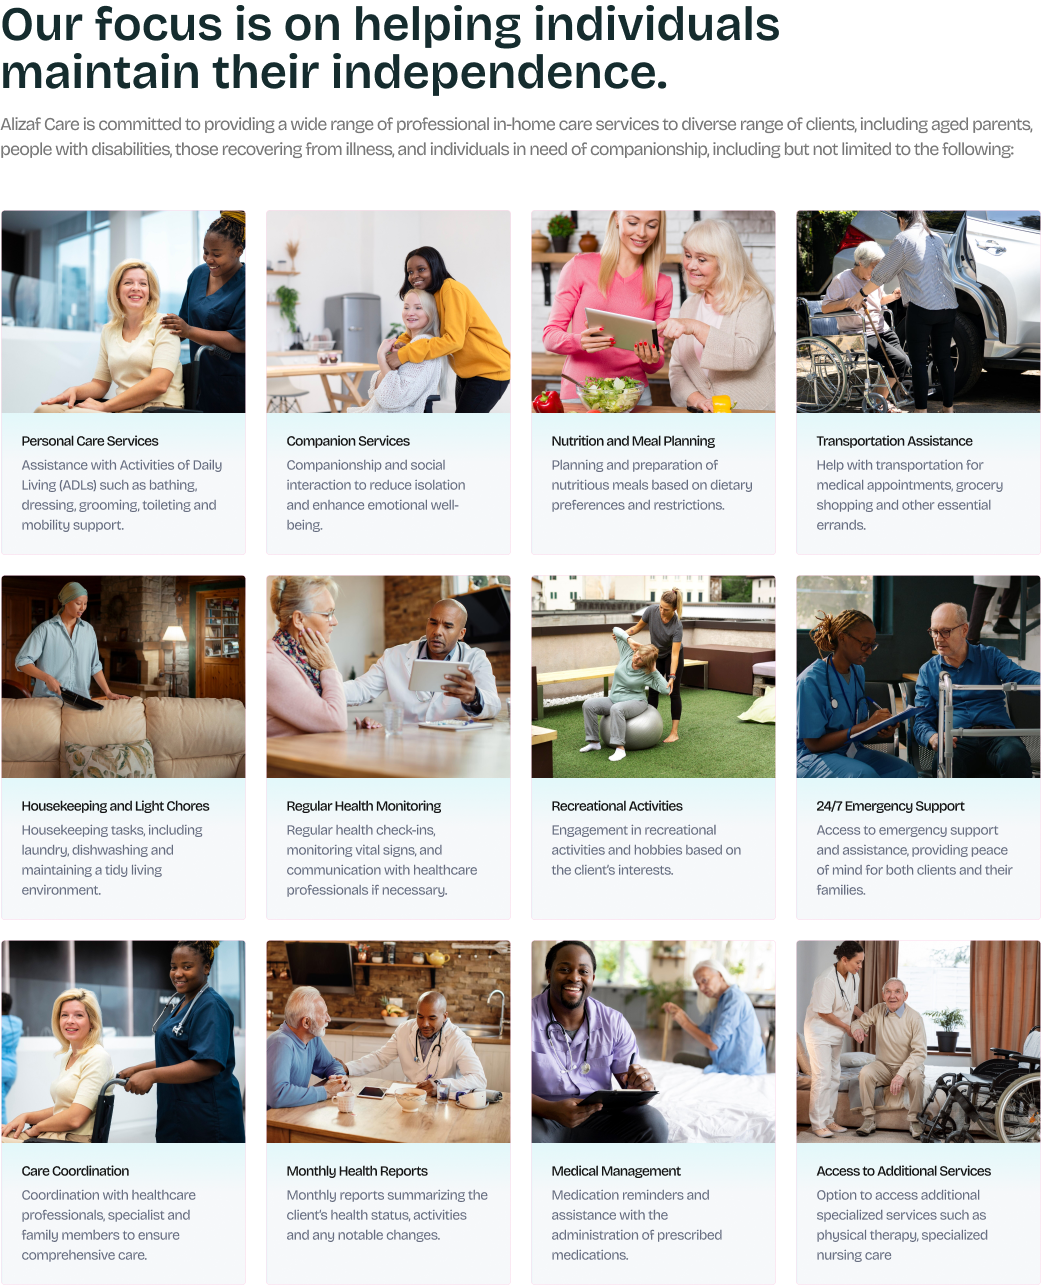 Our focus is on helping individuals
maintain their independence.
Alizaf Care is committed to providing a wide range of professional in-home care services to diverse range of clients, including aged parents,
people with disabilities, those recovering from illness, and individuals in need of companionship, including but not limited to the following:
Personal Care Services
Assistance with Activities of Daily
Living (ADLs) such as bathing,
dressing, grooming, toileting and
mobility support.
Companion Services
Companionship and social
interaction to reduce isolation
and enhance emotional well-
being.
Nutrition and Meal Planning
Planning and preparation of
nutritious meals based on dietary
preferences and restrictions.
Transportation Assistance
Help with transportation for
medical appointments, grocery
shopping and other essential
errands.
Housekeeping and Light Chores
Housekeeping tasks, including
laundry, dishwashing and
maintaining a tidy living
environment.
Regular Health Monitoring
Regular health check-ins,
monitoring vital signs, and
communication with healthcare
professionals if necessary.
Recreational Activities
Engagement in recreational
activities and hobbies based on
the client's interests.
24/7 Emergency Support
Access to emergency support
and assistance, providing peace
of mind for both clients and their
families.
Care Coordination
Coordination with healthcare
professionals, specialist and
family members to ensure
comprehensive care.
Monthly Health Reports
Monthly reports summarizing the
client's health status, activities
and any notable changes.
Medical Management
Medication reminders and
assistance with the
administration of prescribed
medications.
Access to Additional Services
Option to access additional
specialized services such as
physical therapy, specialized
nursing care